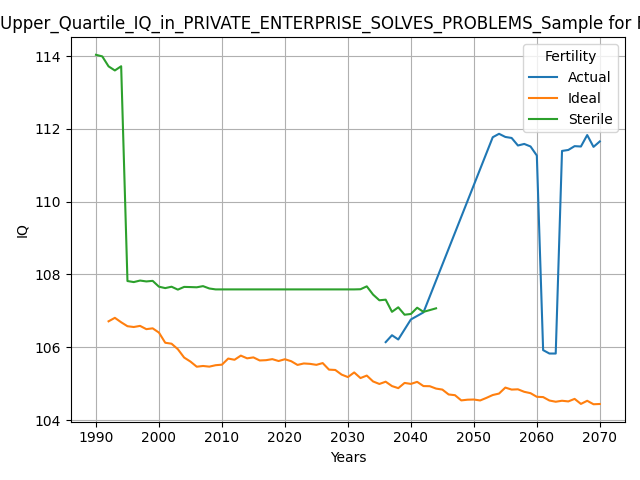 Upper_Quartile_IQ_in_PRIVATE_ENTERPRISE_SOLVES_PROBLEMS_Sample for
Fertility
Actual
Ideal
Sterile
114
112
110
108
106
104
IQ
1990 2000 2010 2020 2030 2040 2050 2060 2070
Years